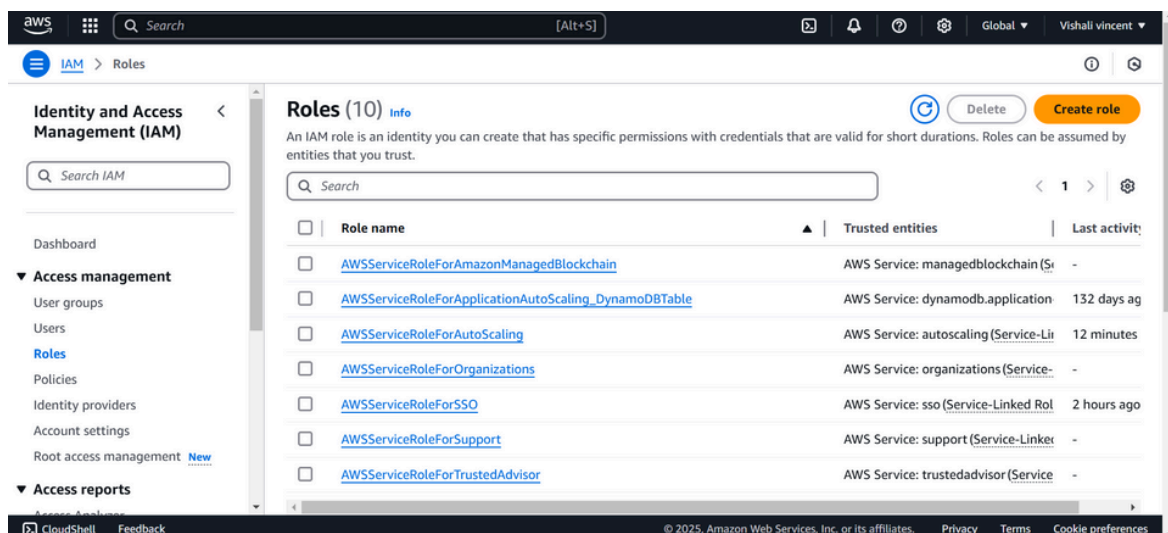 aws Search [Alt+S] Global ▼ Vishali vincent ▼
IAM > Roles
Identity and Access Management (IAM)
Search IAM
Dashboard
▼ Access management
User groups
Users
Roles
Policies
Identity providers
Account settings
Root access management New
▼ Access reports
Roles (10) Info
Delete
Create role
An IAM role is an identity you can create that has specific permissions with credentials that are valid for short durations. Roles can be assumed by
entities that you trust.
Search
< 1 >
Role name ▲ Trusted entities Last activity
AWSServiceRoleForAmazonManagedBlockchain AWS Service: managedblockchain (Se -
AWSServiceRoleForApplicationAutoScaling_DynamoDBTable AWS Service: dynamodb.application- 132 days ag
AWSServiceRoleForAutoScaling AWS Service: autoscaling (Service-Lin 12 minutes
AWSServiceRoleForOrganizations AWS Service: organizations (Service- -
AWSServiceRoleForSSO AWS Service: sso (Service-Linked Rol 2 hours ago
AWSServiceRoleForSupport AWS Service: support (Service-Linked -
AWSServiceRoleForTrustedAdvisor AWS Service: trustedadvisor (Service -
CloudShell Feedback © 2025, Amazon Web Services, Inc. or its affiliates. Privacy Terms Cookie preferences